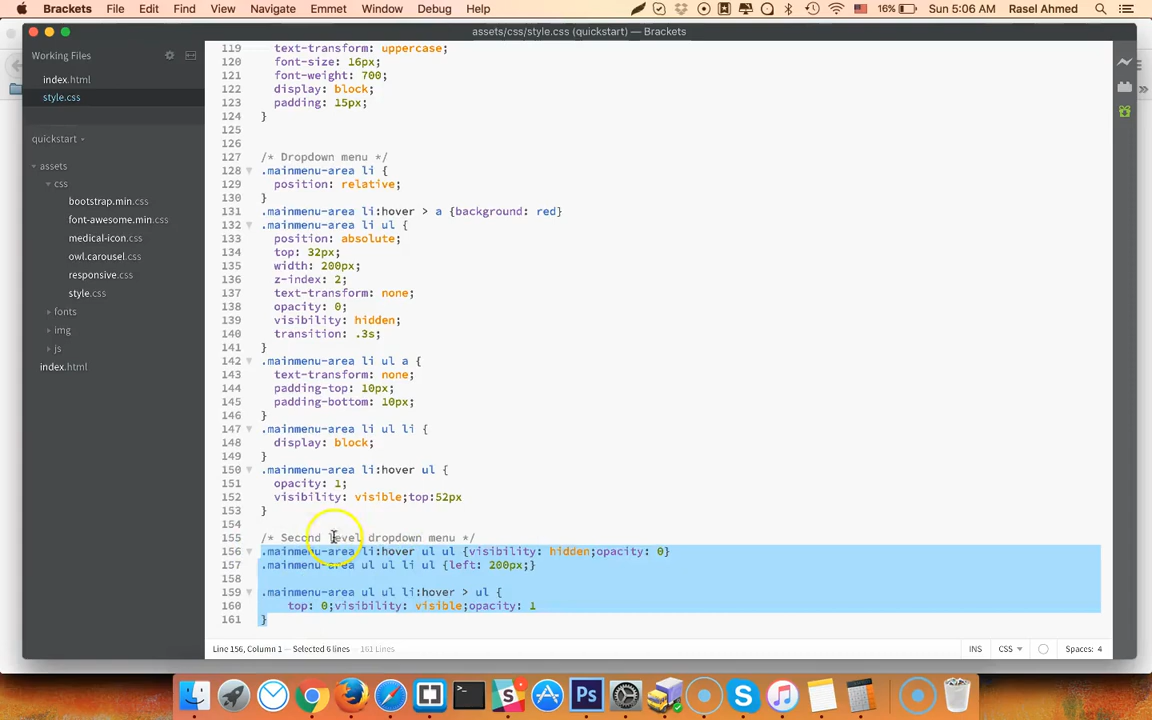 Brackets File Edit Find View Navigate Emmet Window Debug Help 16% Sun 5:06 AM Rasel Ahmed
assets/css/style.css (quickstart) — Brackets
Working Files
index.html
style.css
quickstart
assets
css
bootstrap.min.css
font-awesome.min.css
medical-icon.css
owl.carousel.css
responsive.css
style.css
fonts
img
js
index.html
119 text-transform: uppercase;
120 font-size: 16px;
121 font-weight: 700;
122 display: block;
123 padding: 15px;
124 }
125
126
127 /* Dropdown menu */
128 .mainmenu-area li {
129 position: relative;
130 }
131 .mainmenu-area li:hover > a {background: red}
132 .mainmenu-area li ul {
133 position: absolute;
134 top: 32px;
135 width: 200px;
136 z-index: 2;
137 text-transform: none;
138 opacity: 0;
139 visibility: hidden;
140 transition: .3s;
141 }
142 .mainmenu-area li ul a {
143 text-transform: none;
144 padding-top: 10px;
145 padding-bottom: 10px;
146 }
147 .mainmenu-area li ul li {
148 display: block;
149 }
150 .mainmenu-area li:hover ul {
151 opacity: 1;
152 visibility: visible;top:52px
153 }
154
155 /* Second level dropdown menu */
156 .mainmenu-area li:hover ul ul {visibility: hidden;opacity: 0}
157 .mainmenu-area ul ul li ul {left: 200px;}
158
159 .mainmenu-area ul ul li:hover > ul {
160 top: 0;visibility: visible;opacity: 1
161 }
Line 156, Column 1 — Selected 6 lines — 161 Lines INS CSS Spaces: 4